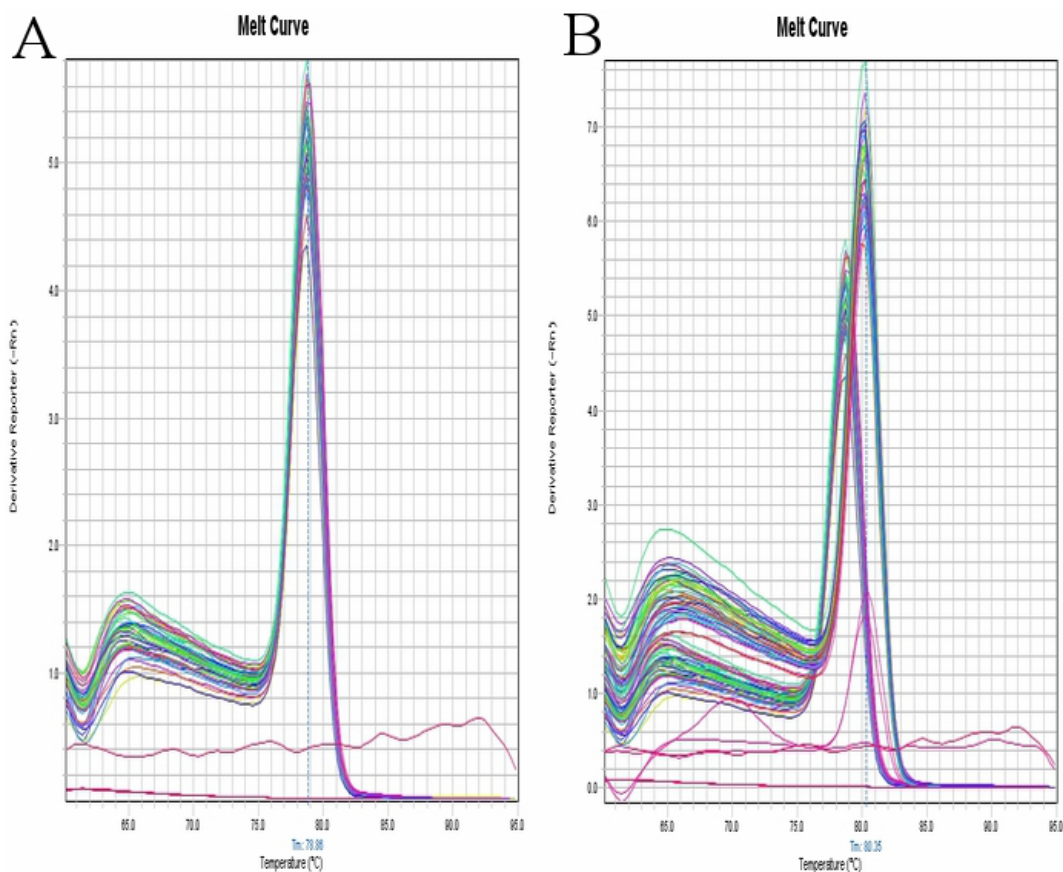 A
Melt Curve
5.0
4.0
3.0
2.0
1.0
Derivative Reporter (-Rn)
65.0 70.0 75.0 80.0 85.0 90.0 95.0
Tm: 78.86
Temperature (°C)
B
Melt Curve
7.0
6.0
5.0
4.0
3.0
2.0
1.0
0.0
Derivative Reporter (-Rn)
65.0 70.0 75.0 80.0 85.0 90.0 95.0
Tm: 80.35
Temperature (°C)